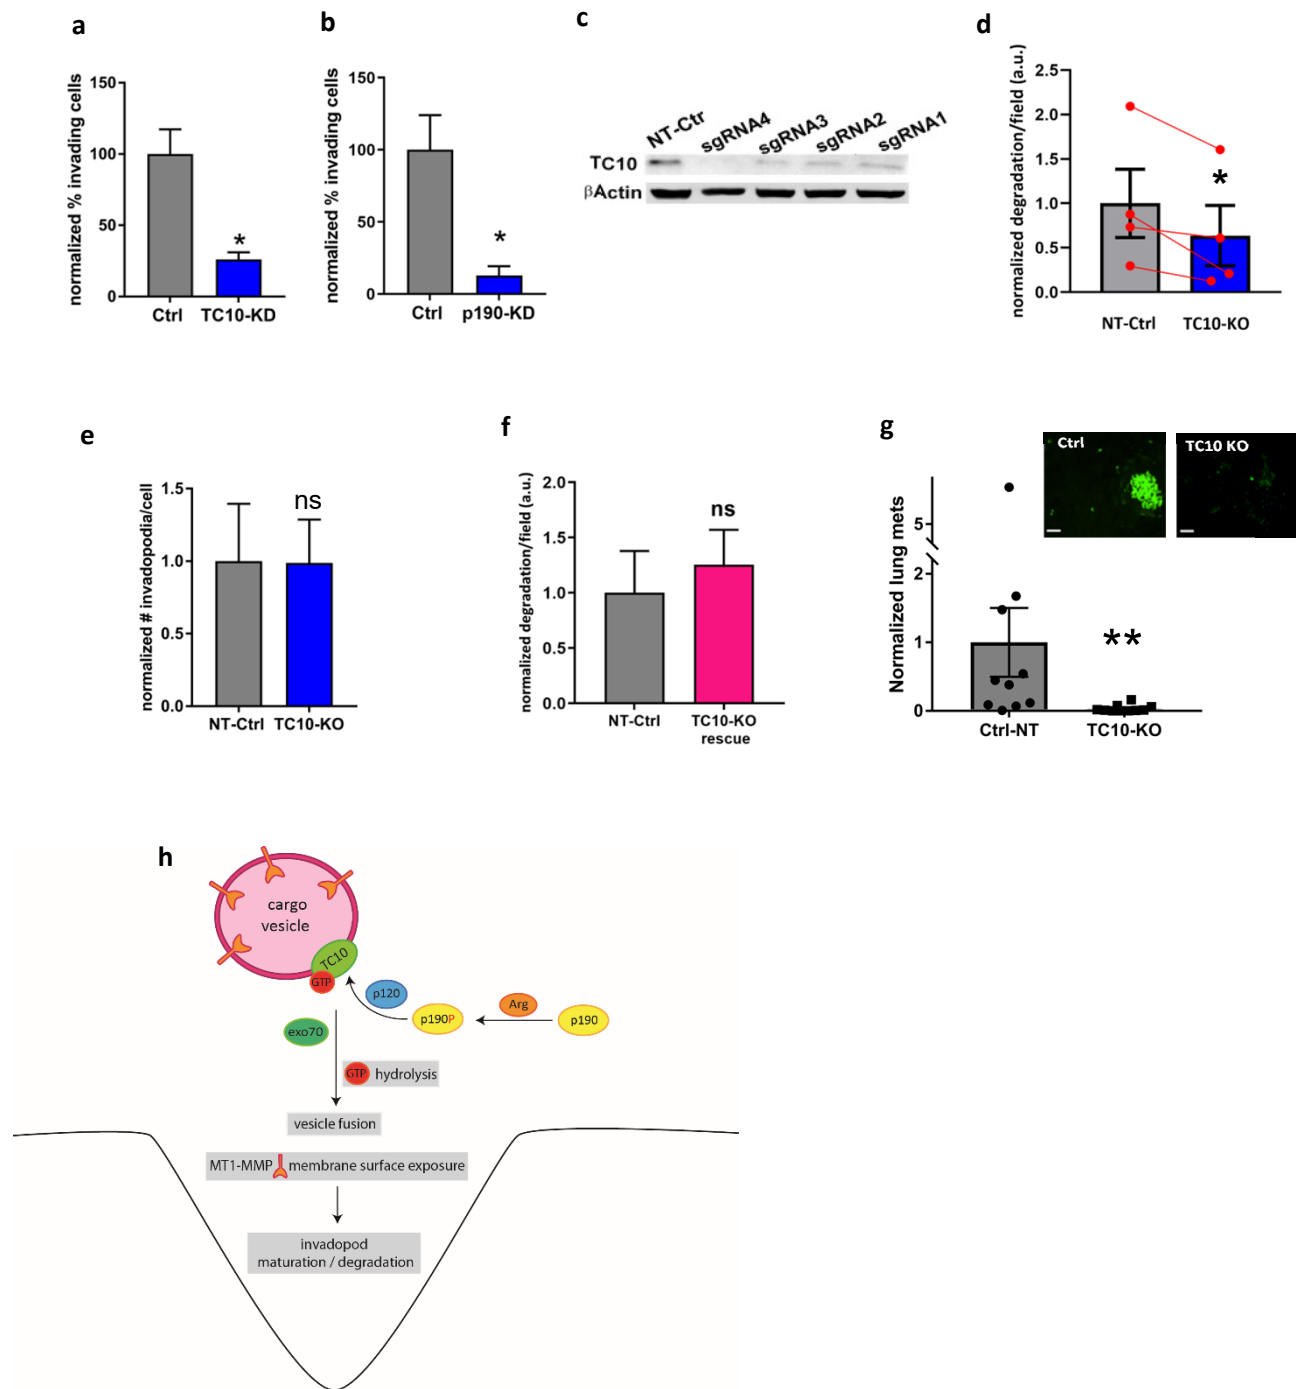 a
normalized % invading cells
150
100
50
0
*
Ctrl
TC10-KD
b
normalized % invading cells
150
100
50
0
*
Ctrl
p190-KD
c
NT-Ctr
sgRNA4
sgRNA3
sgRNA2
sgRNA1
TC10
βActin
d
normalized degradation/field (a.u.)
2.5
2.0
1.5
1.0
0.5
0.0
*
NT-Ctrl
TC10-KO
e
normalized # invadopodia/cell
1.5
1.0
0.5
0.0
ns
NT-Ctrl
TC10-KO
f
normalized degradation/field (a.u.)
2.0
1.5
1.0
0.5
0.0
ns
NT-Ctrl
TC10-KO
rescue
g
Ctrl
TC10 KO
Normalized lung mets
5
2
1
0
**
Ctrl-NT
TC10-KO
h
cargo
vesicle
TC10
GTP
p120
Arg
p190P
p190
exo70
GTP hydrolysis
vesicle fusion
MT1-MMP membrane surface exposure
invadopod
maturation / degradation